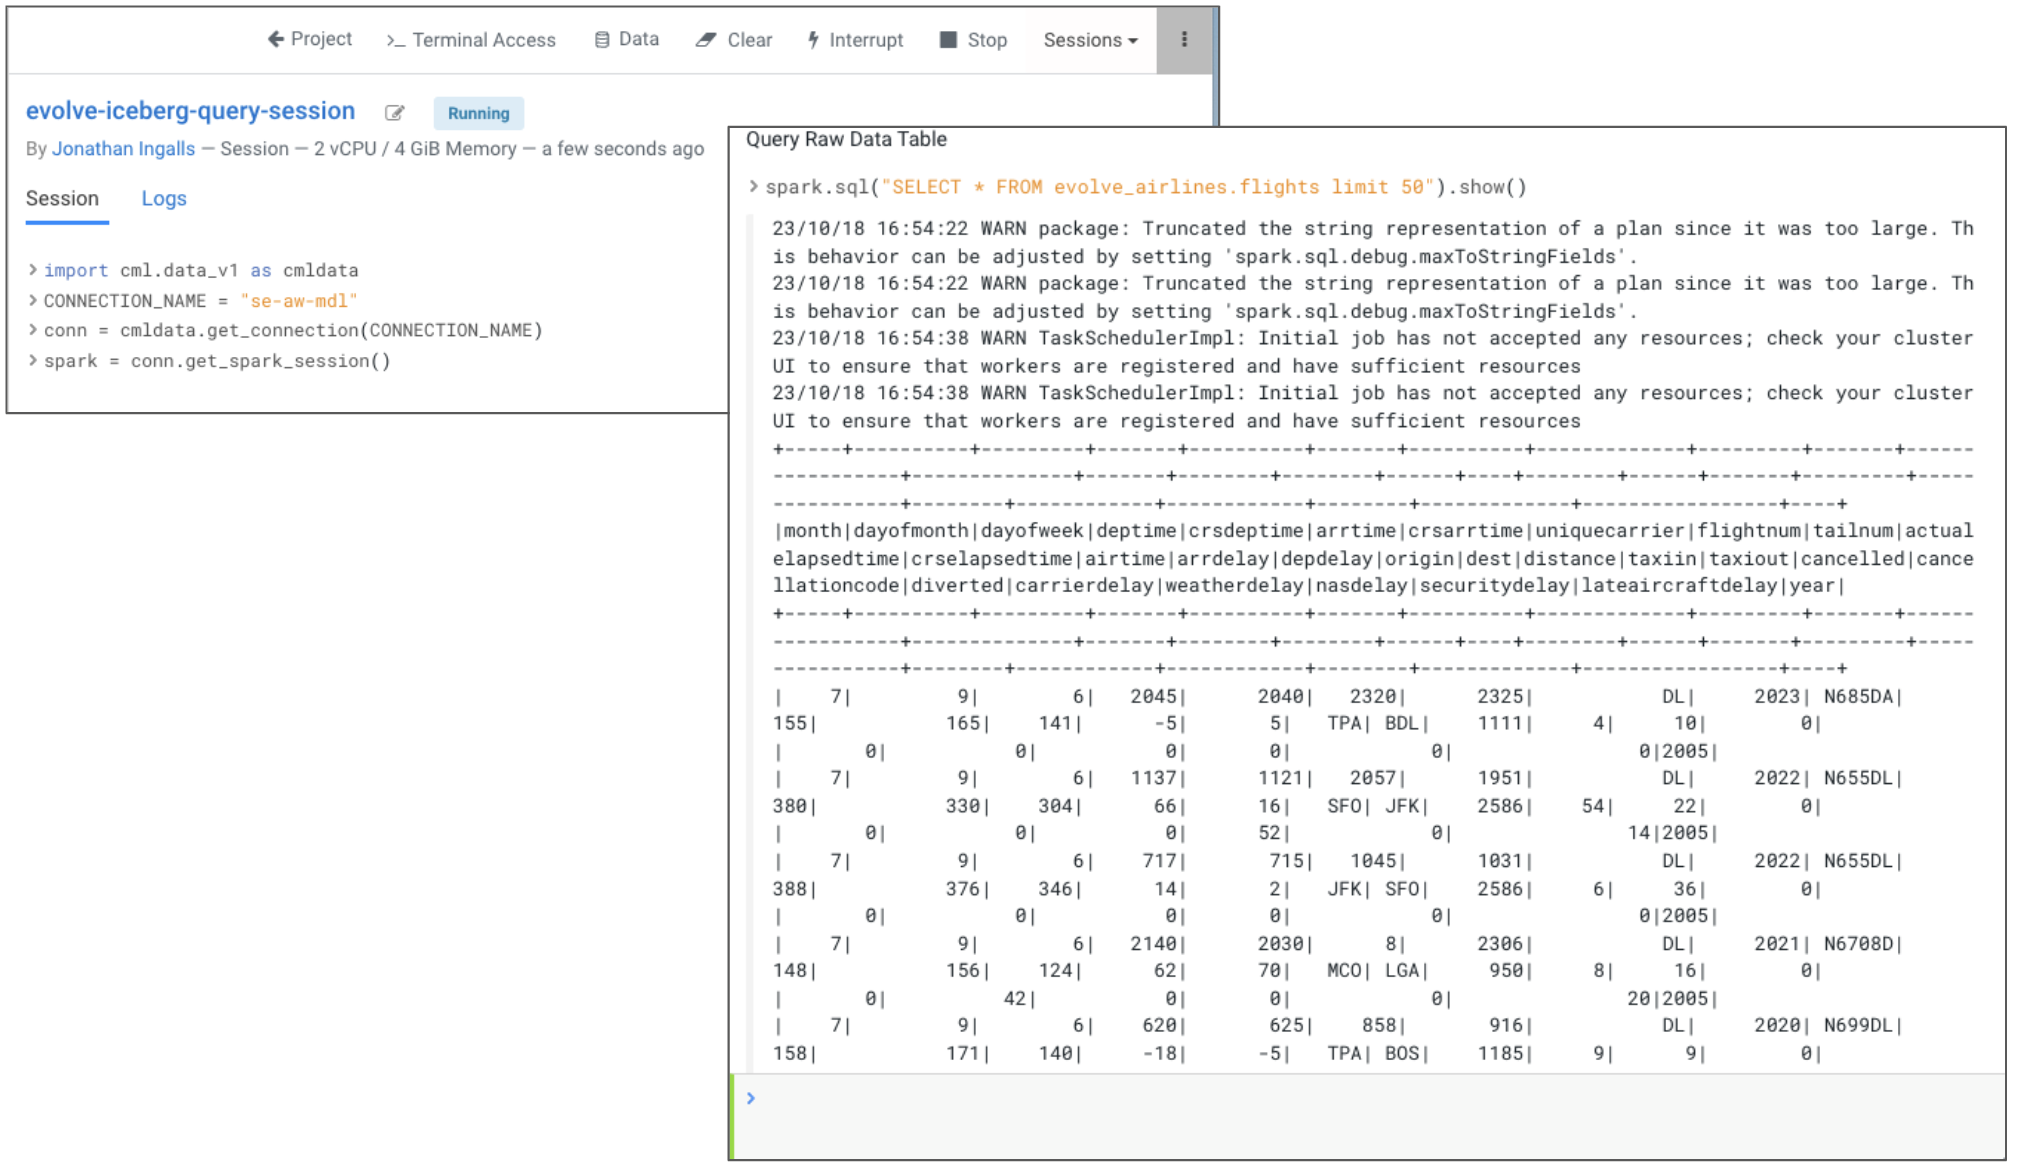 Project
Terminal Access
Data
Clear
Interrupt
Stop
Sessions
evolve-iceberg-query-session
Running
By Jonathan Ingalls — Session — 2 vCPU / 4 GiB Memory — a few seconds ago
Session
Logs
> import cml.data_v1 as cmldata
> CONNECTION_NAME = "se-aw-mdl"
> conn = cmldata.get_connection(CONNECTION_NAME)
> spark = conn.get_spark_session()
Query Raw Data Table
> spark.sql("SELECT * FROM evolve_airlines.flights limit 50").show()
23/10/18 16:54:22 WARN package: Truncated the string representation of a plan since it was too large. Th
is behavior can be adjusted by setting 'spark.sql.debug.maxToStringFields'.
23/10/18 16:54:22 WARN package: Truncated the string representation of a plan since it was too large. Th
is behavior can be adjusted by setting 'spark.sql.debug.maxToStringFields'.
23/10/18 16:54:38 WARN TaskSchedulerImpl: Initial job has not accepted any resources; check your cluster
UI to ensure that workers are registered and have sufficient resources
23/10/18 16:54:38 WARN TaskSchedulerImpl: Initial job has not accepted any resources; check your cluster
UI to ensure that workers are registered and have sufficient resources
+-----+----------+---------+-------+----------+-------+----------+-------------+---------+-------+------
-----------+--------------+-------+--------+--------+------+----+--------+------+-------+---------+-----
-----------+--------+------------+------------+--------+-------------+-----------------+----+
|month|dayofmonth|dayofweek|deptime|crsdeptime|arrtime|crsarrtime|uniquecarrier|flightnum|tailnum|actual
elapsedtime|crselapsedtime|airtime|arrdelay|depdelay|origin|dest|distance|taxiin|taxiout|cancelled|cance
llationcode|diverted|carrierdelay|weatherdelay|nasdelay|securitydelay|lateaircraftdelay|year|
+-----+----------+---------+-------+----------+-------+----------+-------------+---------+-------+------
-----------+--------------+-------+--------+--------+------+----+--------+------+-------+---------+-----
-----------+--------+------------+------------+--------+-------------+-----------------+----+
|    7|         9|        6|   2045|      2040|   2320|      2325|           DL|     2023| N685DA|
155|           165|    141|      -5|       5|   TPA| BDL|    1111|     4|     10|        0|
|       0|           0|           0|       0|            0|                0|2005|
|    7|         9|        6|   1137|      1121|   2057|      1951|           DL|     2022| N655DL|
380|           330|    304|      66|      16|   SFO| JFK|    2586|    54|     22|        0|
|       0|           0|           0|      52|            0|               14|2005|
|    7|         9|        6|    717|       715|   1045|      1031|           DL|     2022| N655DL|
388|           376|    346|      14|       2|   JFK| SFO|    2586|     6|     36|        0|
|       0|           0|           0|       0|            0|                0|2005|
|    7|         9|        6|   2140|      2030|      8|      2306|           DL|     2021| N6708D|
148|           156|    124|      62|      70|   MCO| LGA|     950|     8|     16|        0|
|       0|          42|           0|       0|            0|               20|2005|
|    7|         9|        6|    620|       625|    858|       916|           DL|     2020| N699DL|
158|           171|    140|     -18|      -5|   TPA| BOS|    1185|     9|      9|        0|
>